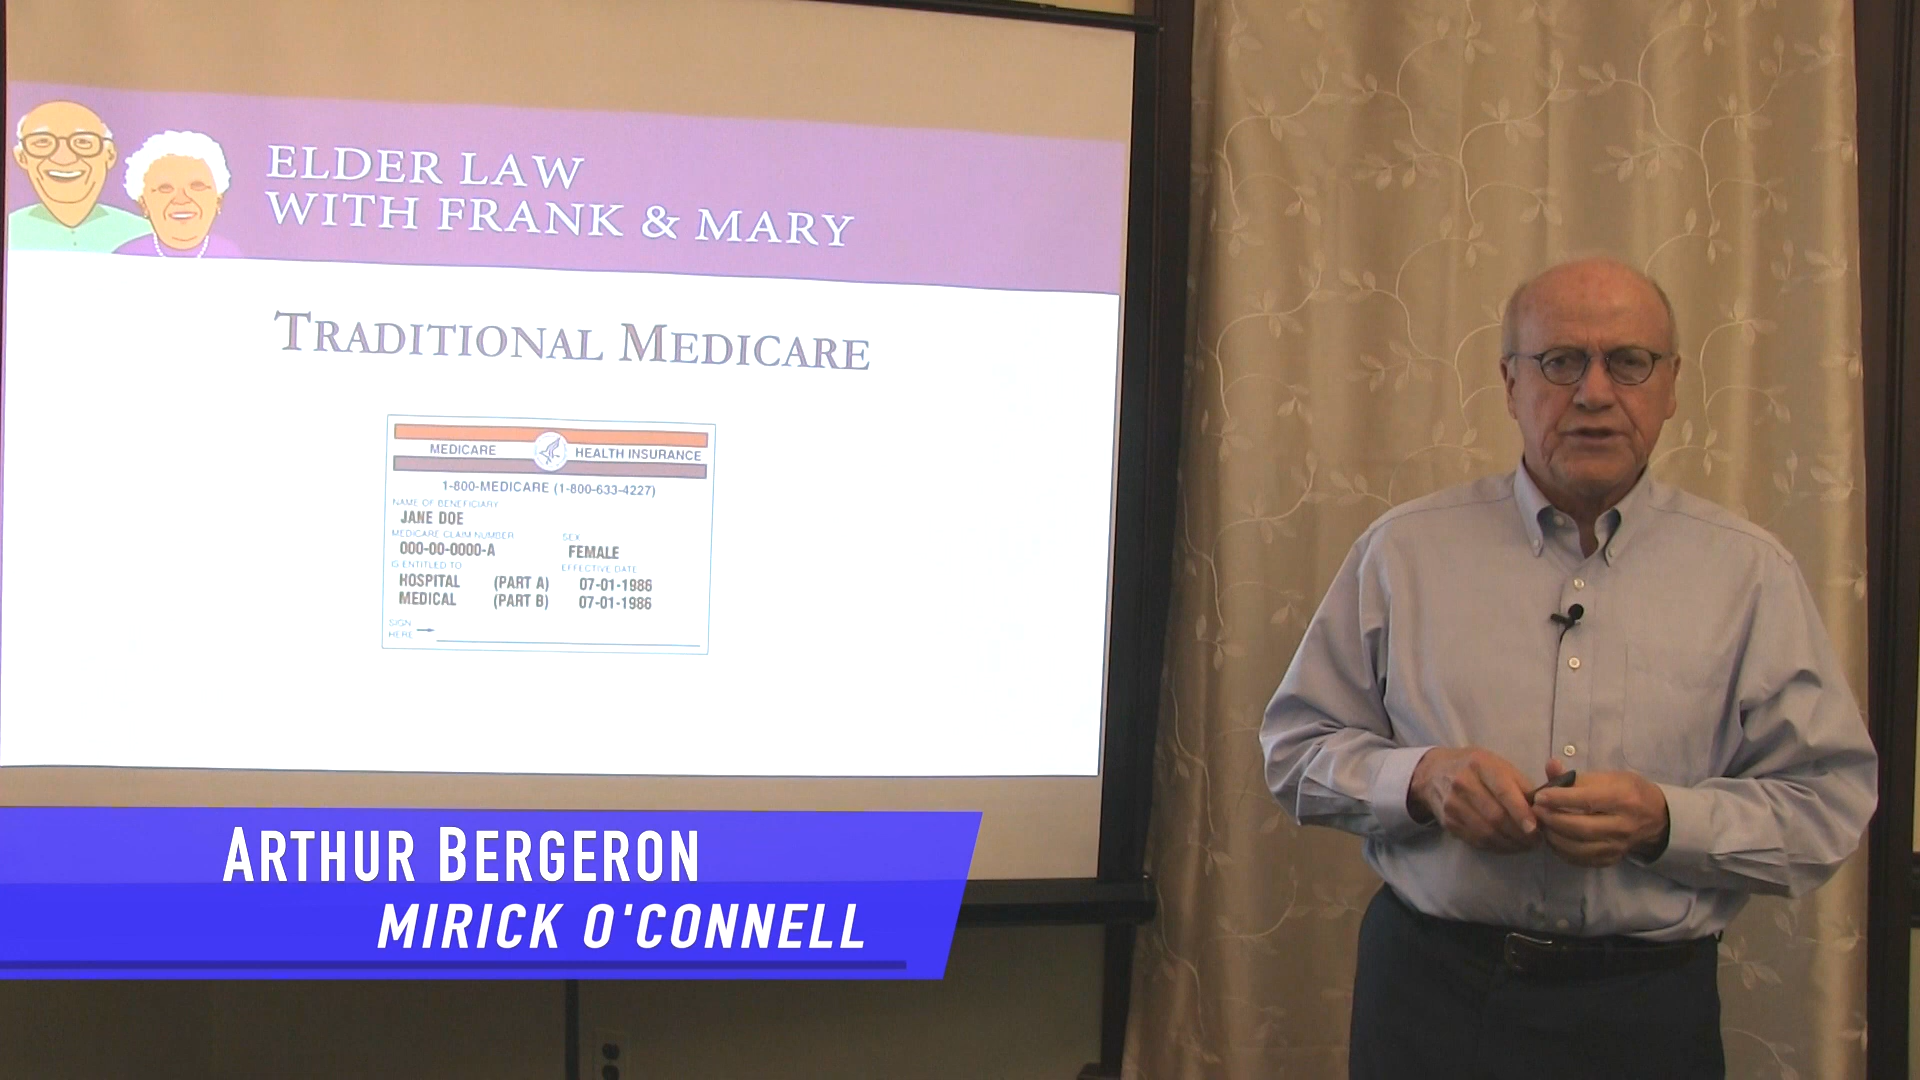 ELDER LAW
WITH FRANK & MARY
TRADITIONAL MEDICARE
MEDICARE HEALTH INSURANCE
1-800-MEDICARE (1-800-633-4227)
NAME OF BENEFICIARY
JANE DOE
MEDICARE CLAIM NUMBER SEX
000-00-0000-A FEMALE
IS ENTITLED TO EFFECTIVE DATE
HOSPITAL (PART A) 07-01-1986
MEDICAL (PART B) 07-01-1986
SIGN
HERE
ARTHUR BERGERON
MIRICK O'CONNELL